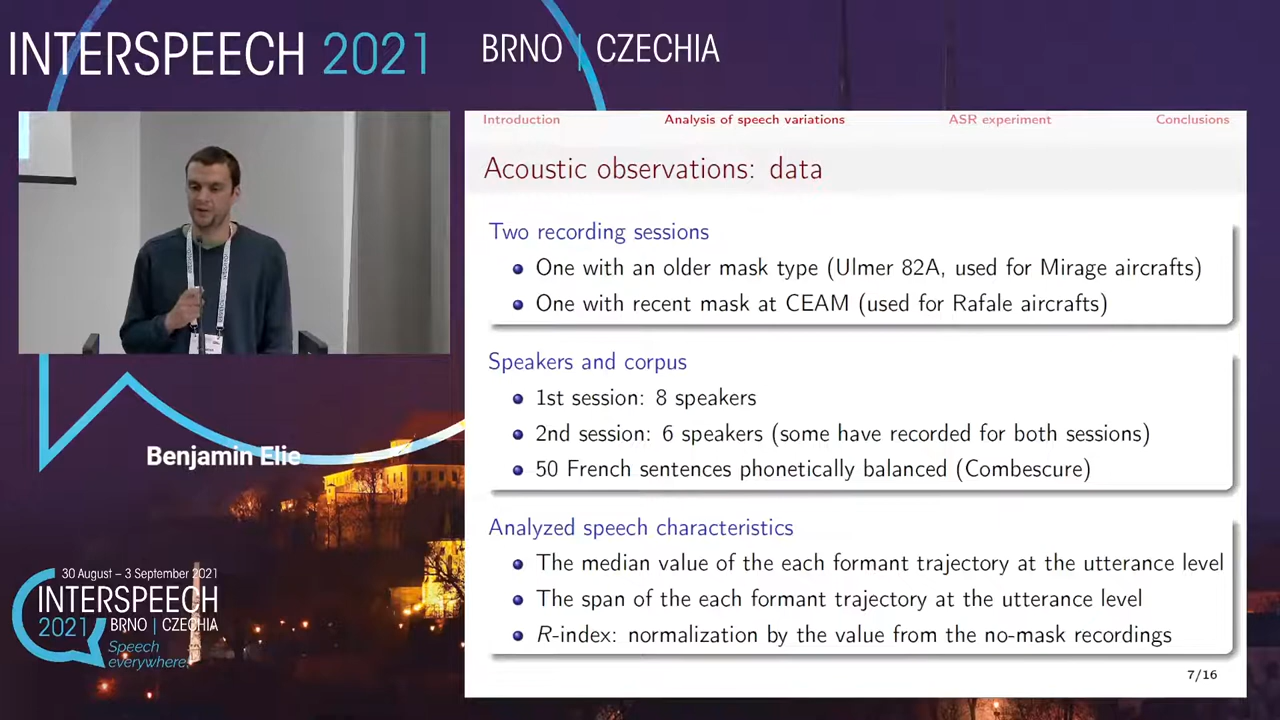 INTERSPEECH 2021
BRNO | CZECHIA
Introduction
Analysis of speech variations
ASR experiment
Conclusions
Acoustic observations: data
Two recording sessions
One with an older mask type (Ulmer 82A, used for Mirage aircrafts)
One with recent mask at CEAM (used for Rafale aircrafts)
Speakers and corpus
1st session: 8 speakers
2nd session: 6 speakers (some have recorded for both sessions)
50 French sentences phonetically balanced (Combescure)
Analyzed speech characteristics
The median value of the each formant trajectory at the utterance level
The span of the each formant trajectory at the utterance level
R-index: normalization by the value from the no-mask recordings
7/16
Benjamin Elie
30 August – 3 September 2021
INTERSPEECH
2021 BRNO | CZECHIA
Speech
everywhere!